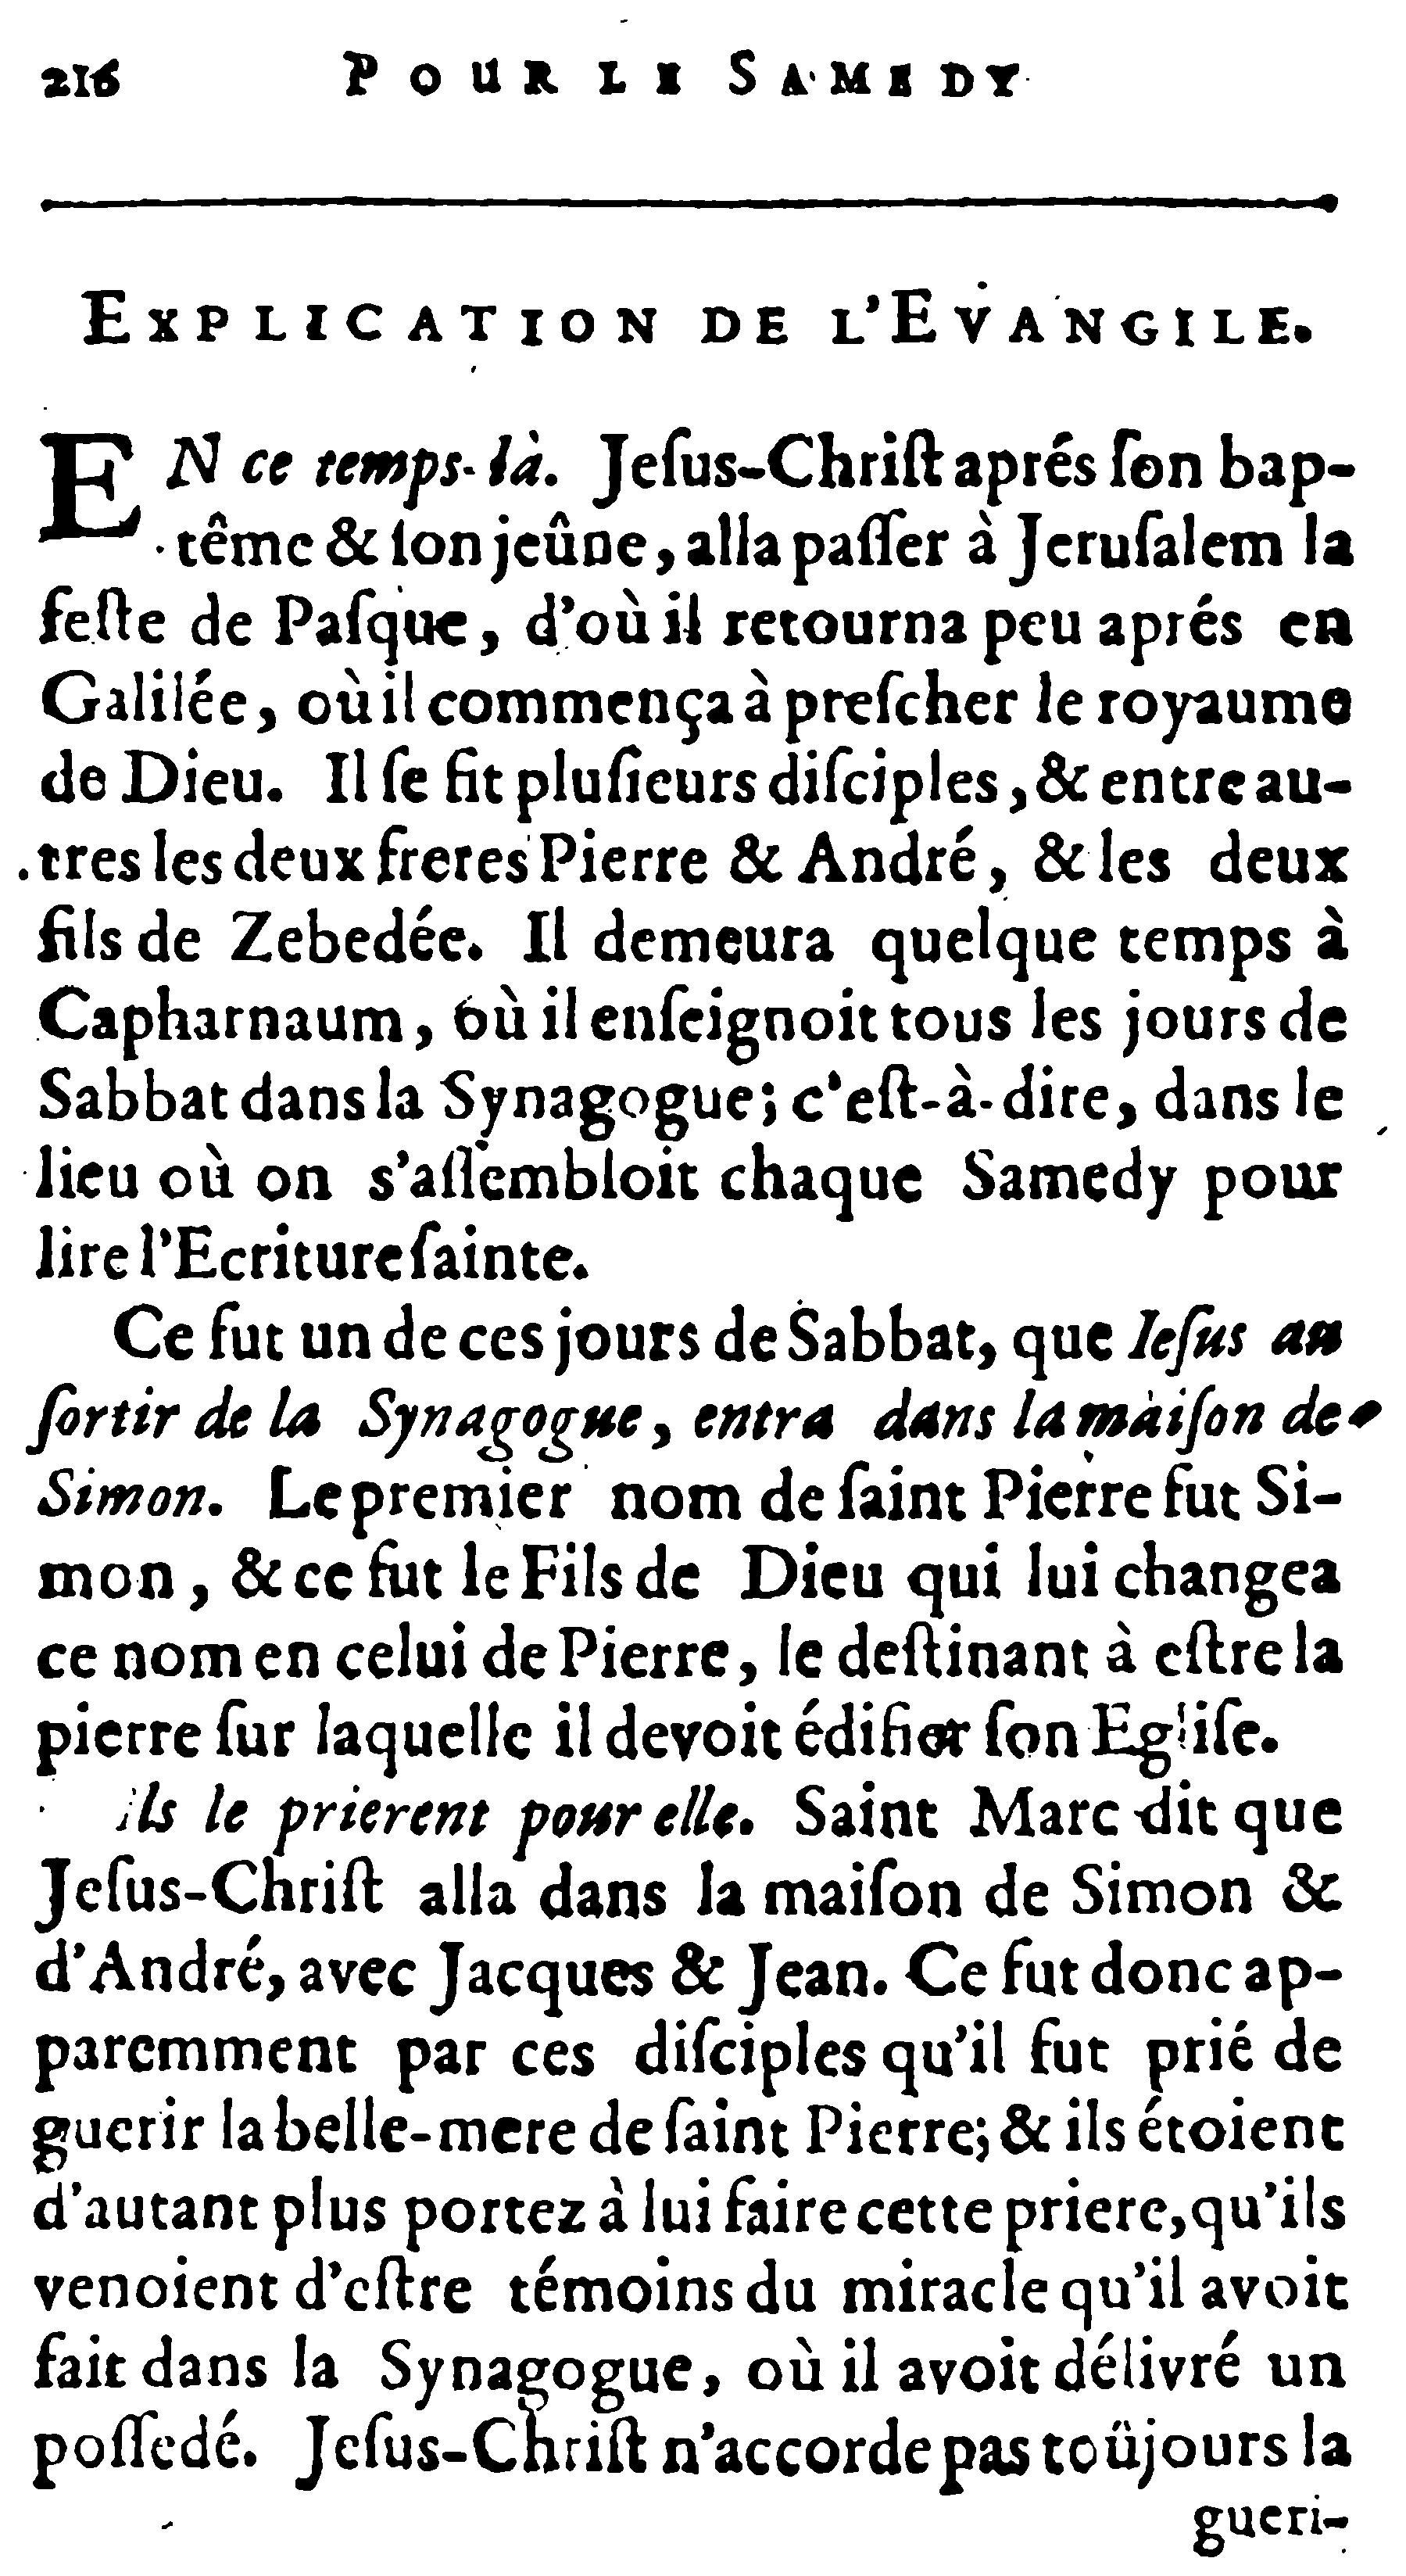 216 POUR LE SAMEDY
EXPLICATION DE L'EVANGILE.
EN ce temps-là. Jeſus-Chriſt aprés ſon bap-
tême & ſon jeûne, alla paſſer à Jeruſalem la
feſte de Paſque, d'où il retourna peu aprés en
Galilée, où il commença à preſcher le royaume
de Dieu. Il ſe fit pluſieurs diſciples, & entre au-
tres les deux freres Pierre & André, & les deux
fils de Zebedée. Il demeura quelque temps à
Capharnaum, où il enſeignoit tous les jours de
Sabbat dans la Synagogue; c'eſt-à-dire, dans le
lieu où on s'aſſembloit chaque Samedy pour
lire l'Ecriture ſainte.
Ce fut un de ces jours de Sabbat, que Ieſus au
ſortir de la Synagogue, entra dans la maiſon de
Simon. Le premier nom de ſaint Pierre fut Si-
mon, & ce fut le Fils de Dieu qui lui changea
ce nom en celui de Pierre, le deſtinant à eſtre la
pierre ſur laquelle il devoit édifier ſon Egliſe.
ils le prierent pour elle. Saint Marc dit que
Jeſus-Chriſt alla dans la maiſon de Simon &
d'André, avec Jacques & Jean. Ce fut donc ap-
paremment par ces diſciples qu'il fut prié de
guerir la belle-mere de ſaint Pierre; & ils étoient
d'autant plus portez à lui faire cette priere, qu'ils
venoient d'eſtre témoins du miracle qu'il avoit
fait dans la Synagogue, où il avoit délivré un
poſſedé. Jeſus-Chriſt n'accorde pas toûjours la
gueri-